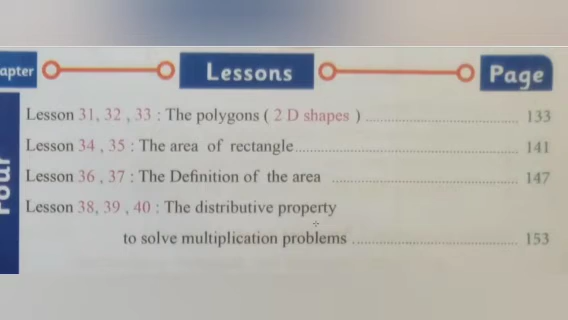 apter Lessons Page
Lesson 31, 32 , 33 : The polygons ( 2 D shapes ) ........ 133
Lesson 34 , 35 : The area of rectangle........ 141
Lesson 36 , 37 : The Definition of the area ........ 147
Lesson 38, 39 , 40 : The distributive property
to solve multiplication problems ........ 153
Four